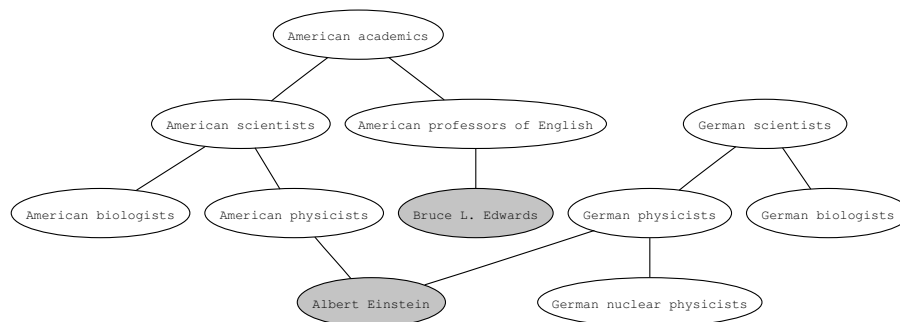 American academics
American scientists
American professors of English
German scientists
American biologists
American physicists
Bruce L. Edwards
German physicists
German biologists
Albert Einstein
German nuclear physicists